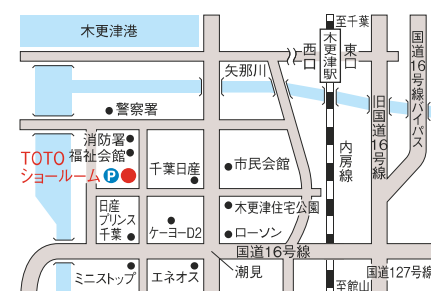 木更津港
至千葉
西口
木更津駅
東口
国道16号線バイパス
矢那川
旧国道16号線
警察署
消防署
福祉会館
TOTO
ショールーム
P
千葉日産
市民会館
内房線
日産
プリンス
千葉
ケーヨーD2
木更津住宅公園
ローソン
国道16号線
潮見
ミニストップ
エネオス
至館山
国道127号線